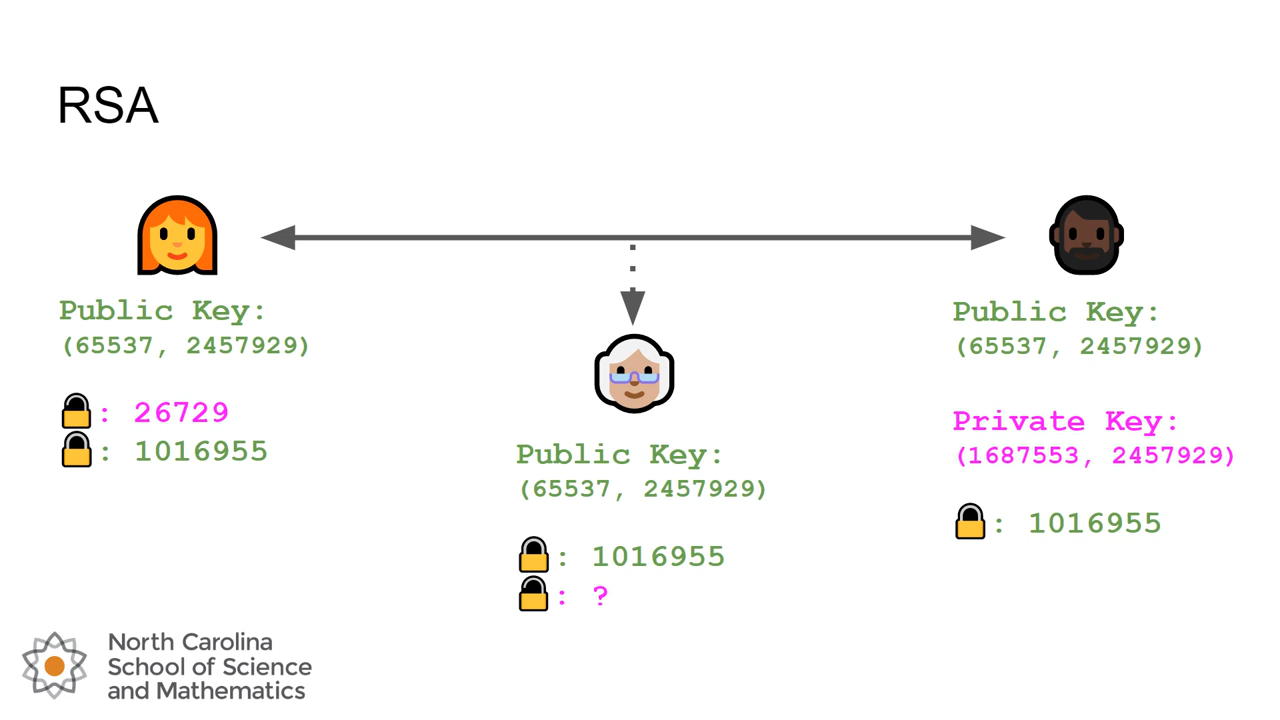 RSA
Public Key:
(65537, 2457929)
: 26729
: 1016955
Public Key:
(65537, 2457929)
: 1016955
: ?
Public Key:
(65537, 2457929)
Private Key:
(1687553, 2457929)
: 1016955
North Carolina
School of Science
and Mathematics